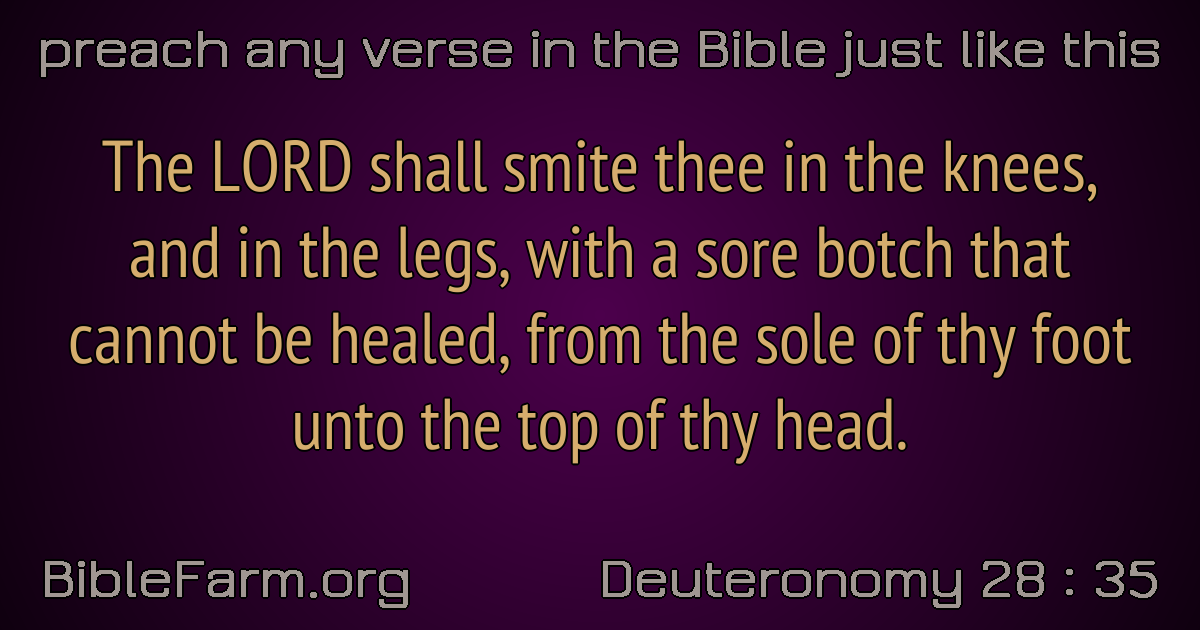 preach any verse in the Bible just like this
The LORD shall smite thee in the knees,
and in the legs, with a sore botch that
cannot be healed, from the sole of thy foot
unto the top of thy head.
BibleFarm.org
Deuteronomy 28 : 35